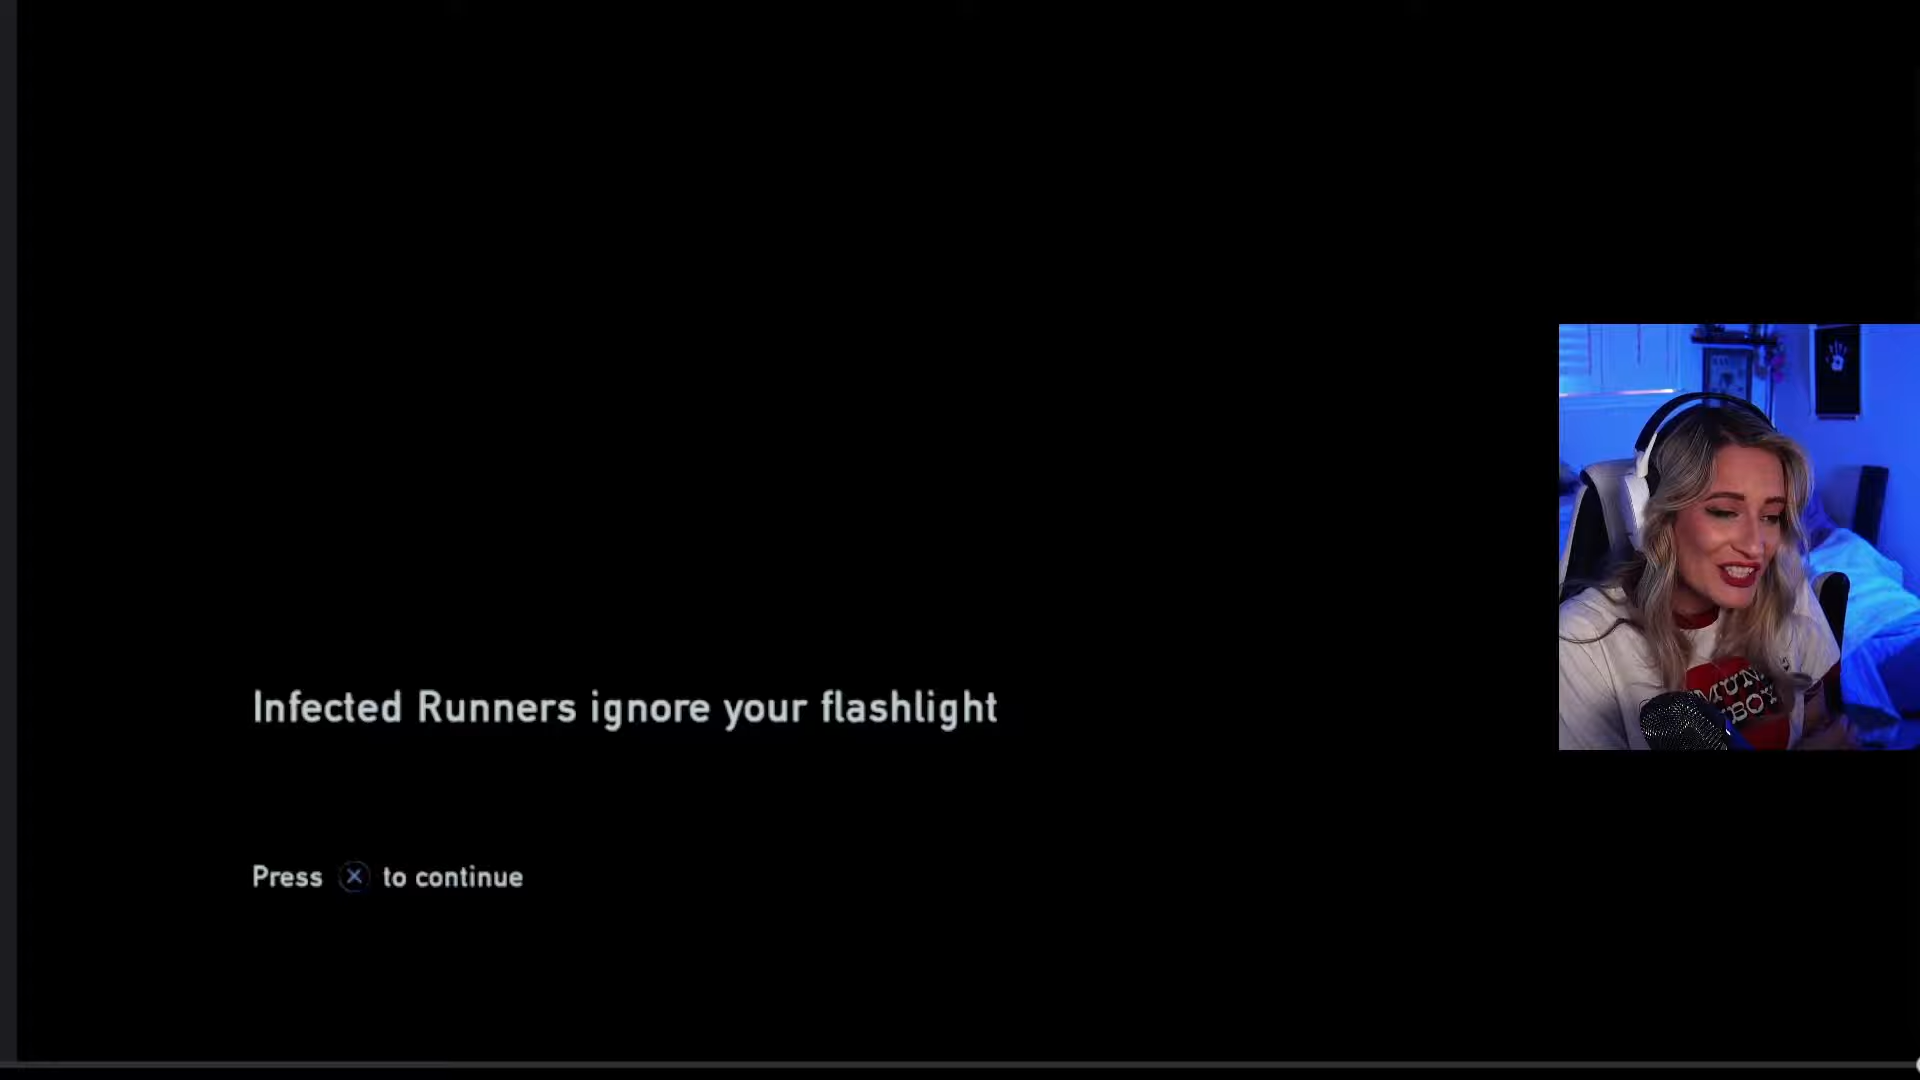 Infected Runners ignore your flashlight
Press ⓧ to continue